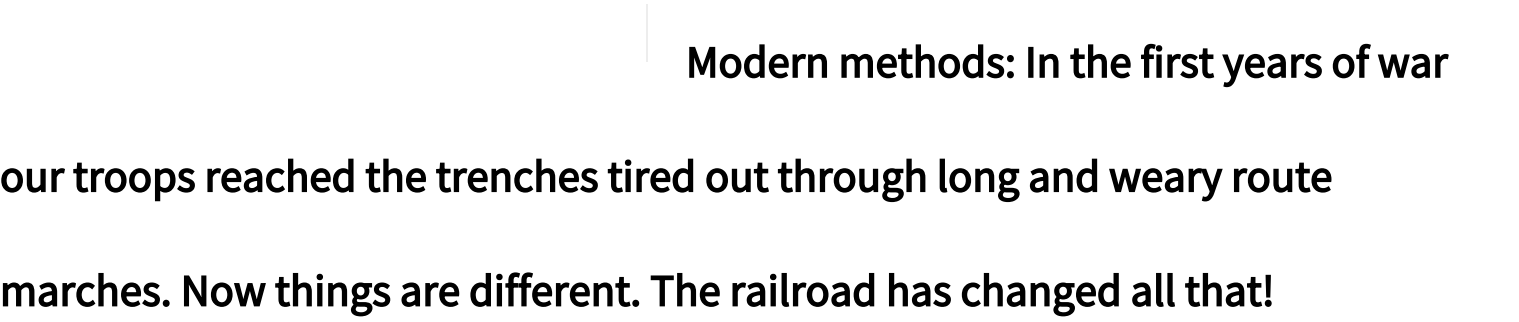 Modern methods: In the first years of war
our troops reached the trenches tired out through long and weary route
marches. Now things are different. The railroad has changed all that!